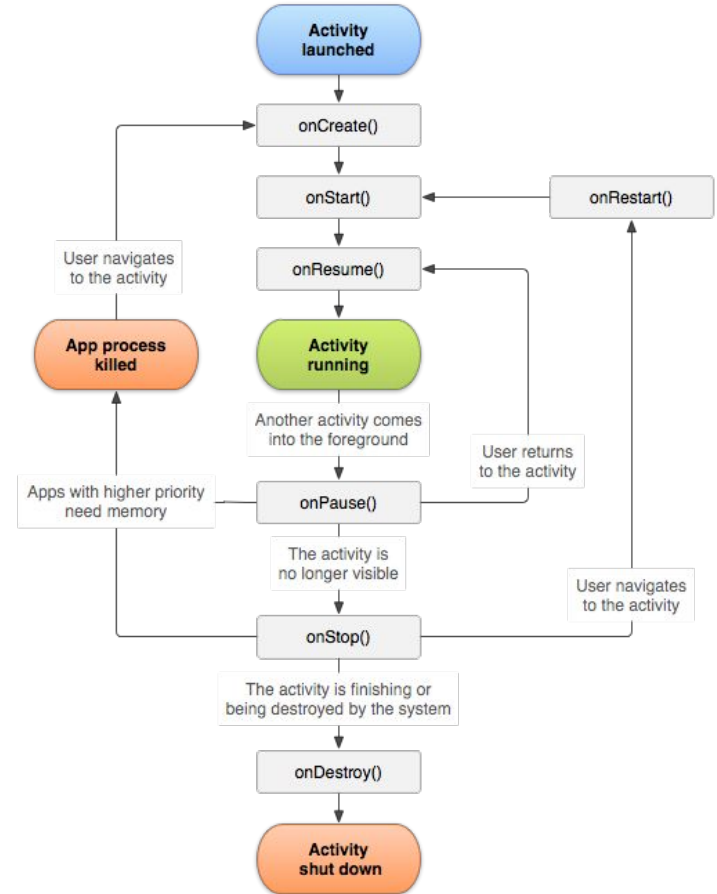 Activity
launched
onCreate()
onStart()
onRestart()
User navigates
to the activity
onResume()
App process
killed
Activity
running
Another activity comes
into the foreground
User returns
to the activity
Apps with higher priority
need memory
onPause()
The activity is
no longer visible
User navigates
to the activity
onStop()
The activity is finishing or
being destroyed by the system
onDestroy()
Activity
shut down